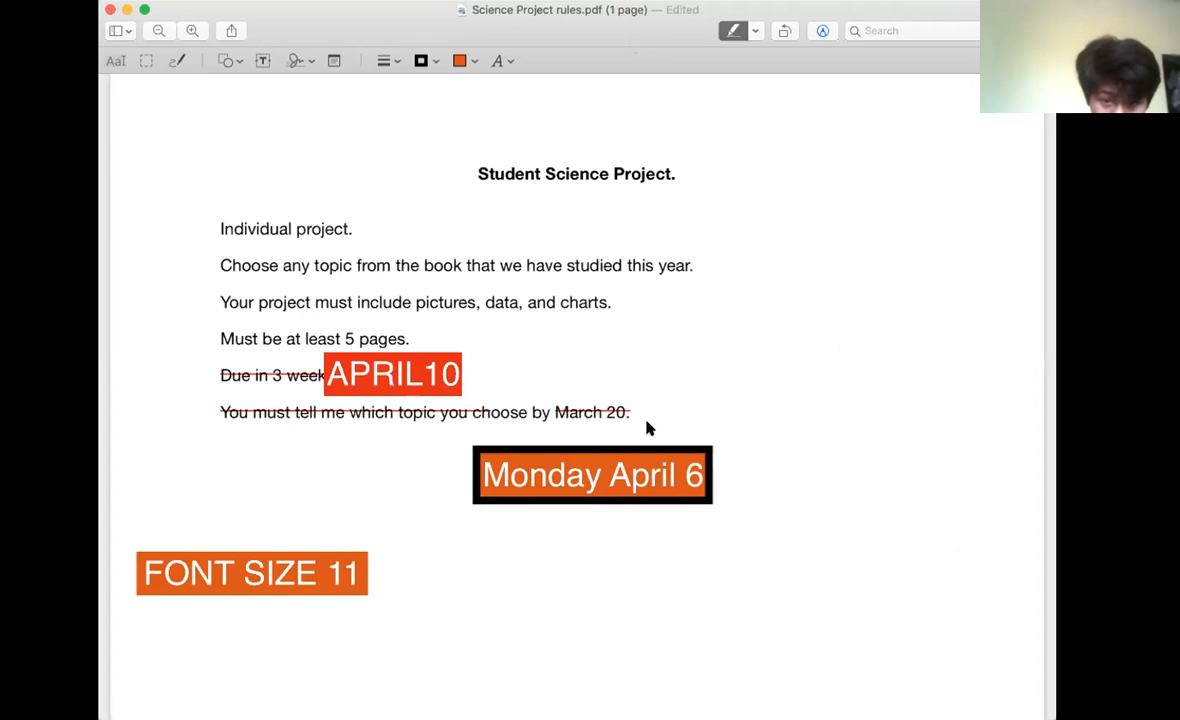 Science Project rules.pdf (1 page) — Edited
Search
AaI
T
A
Student Science Project.
Individual project.
Choose any topic from the book that we have studied this year.
Your project must include pictures, data, and charts.
Must be at least 5 pages.
Due in 3 week APRIL10
You must tell me which topic you choose by March 20.
Monday April 6
FONT SIZE 11